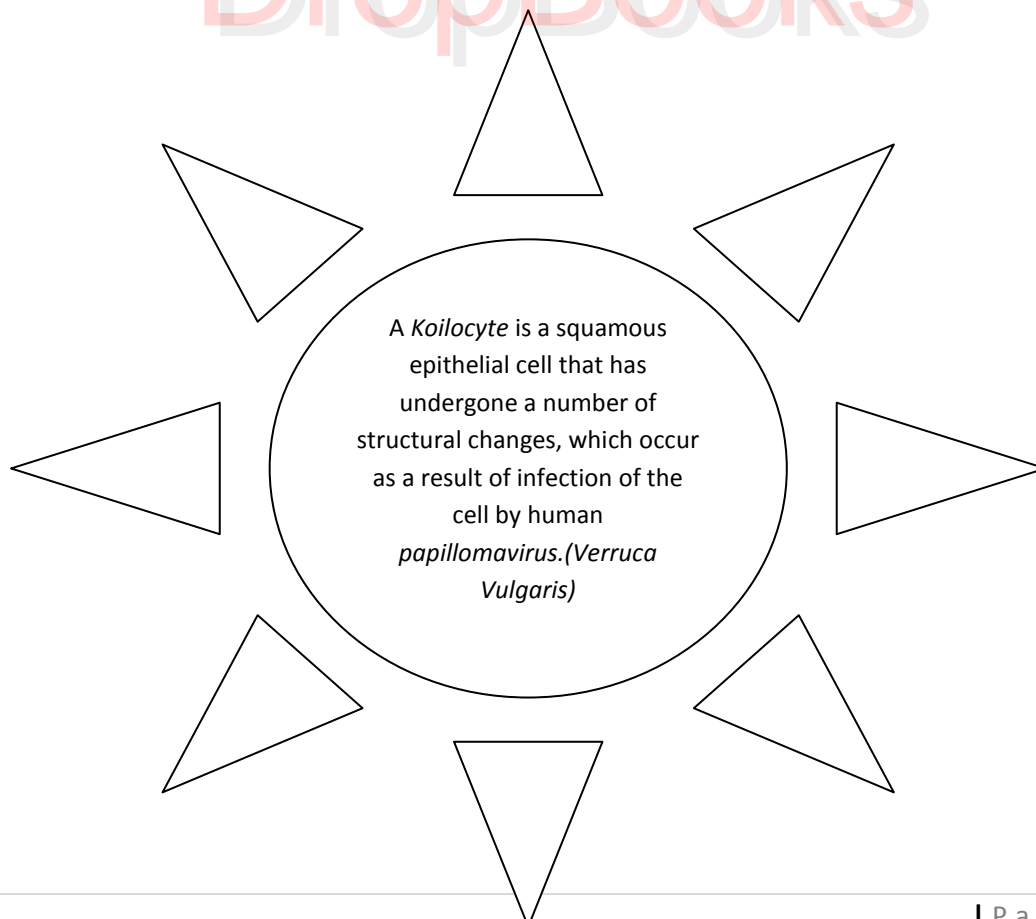 DropBooks
A Koilocyte is a squamous
epithelial cell that has
undergone a number of
structural changes, which occur
as a result of infection of the
cell by human
papillomavirus.(Verruca
Vulgaris)
| P a